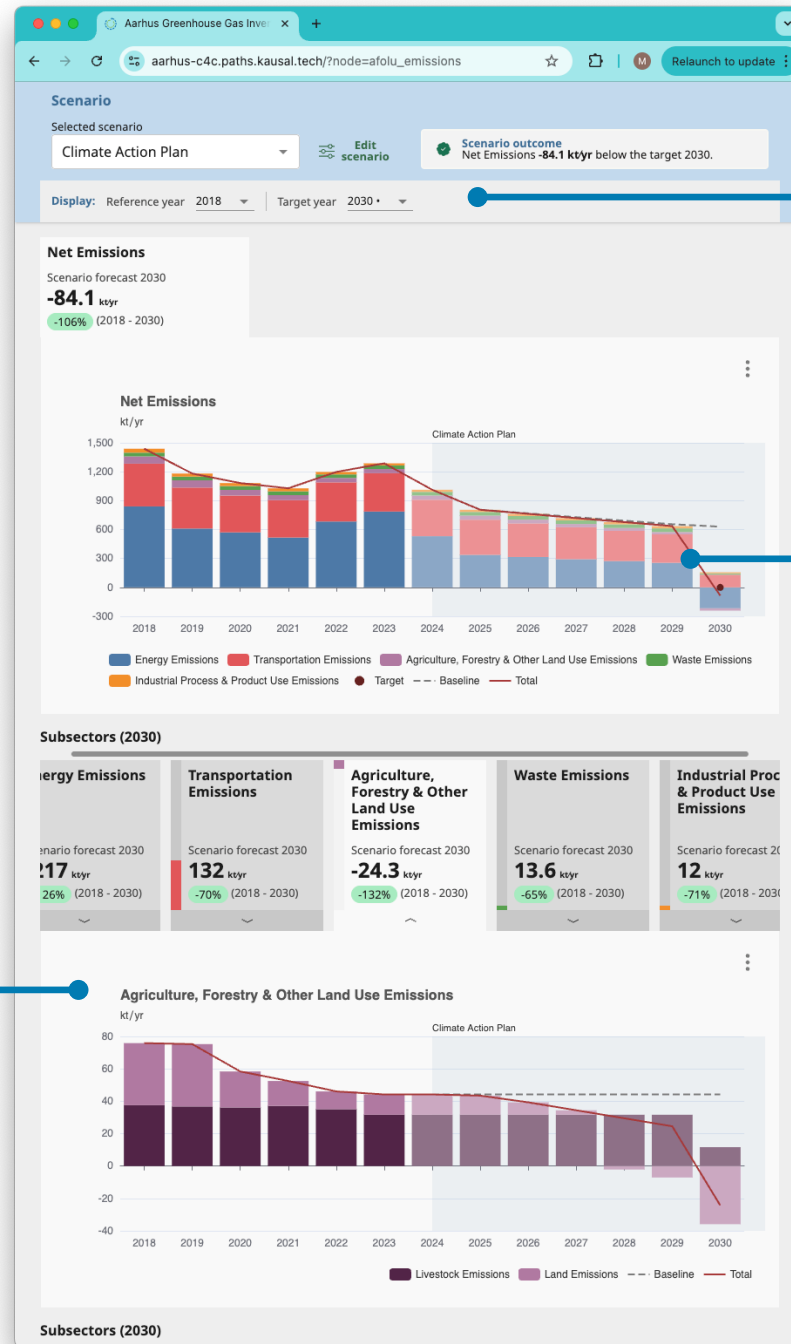 Aarhus Greenhouse Gas Inve
aarhus-c4c.paths.kausal.tech/?node=afolu_emissions
M
Relaunch to update
Scenario
Selected scenario
Climate Action Plan
Edit scenario
Scenario outcome
Net Emissions -84.1 kt/yr below the target 2030.
Display: Reference year 2018 Target year 2030 •
Net Emissions
Scenario forecast 2030
-84.1 kt/yr
-106% (2018 - 2030)
Net Emissions
kt/yr
Climate Action Plan
1,500
1,200
900
600
300
0
-300
2018 2019 2020 2021 2022 2023 2024 2025 2026 2027 2028 2029 2030
Energy Emissions Transportation Emissions Agriculture, Forestry & Other Land Use Emissions Waste Emissions
Industrial Process & Product Use Emissions Target Baseline Total
Subsectors (2030)
ergy Emissions
enario forecast 2030
217 kt/yr
26% (2018 - 2030)
Transportation
Emissions
Scenario forecast 2030
132 kt/yr
-70% (2018 - 2030)
Agriculture,
Forestry & Other
Land Use
Emissions
Scenario forecast 2030
-24.3 kt/yr
-132% (2018 - 2030)
Waste Emissions
Scenario forecast 2030
13.6 kt/yr
-65% (2018 - 2030)
Industrial Proc
& Product Use
Emissions
Scenario forecast 20
12 kt/yr
-71% (2018 - 2030
Agriculture, Forestry & Other Land Use Emissions
kt/yr
Climate Action Plan
80
60
40
20
0
-20
-40
2018 2019 2020 2021 2022 2023 2024 2025 2026 2027 2028 2029 2030
Livestock Emissions Land Emissions Baseline Total
Subsectors (2030)